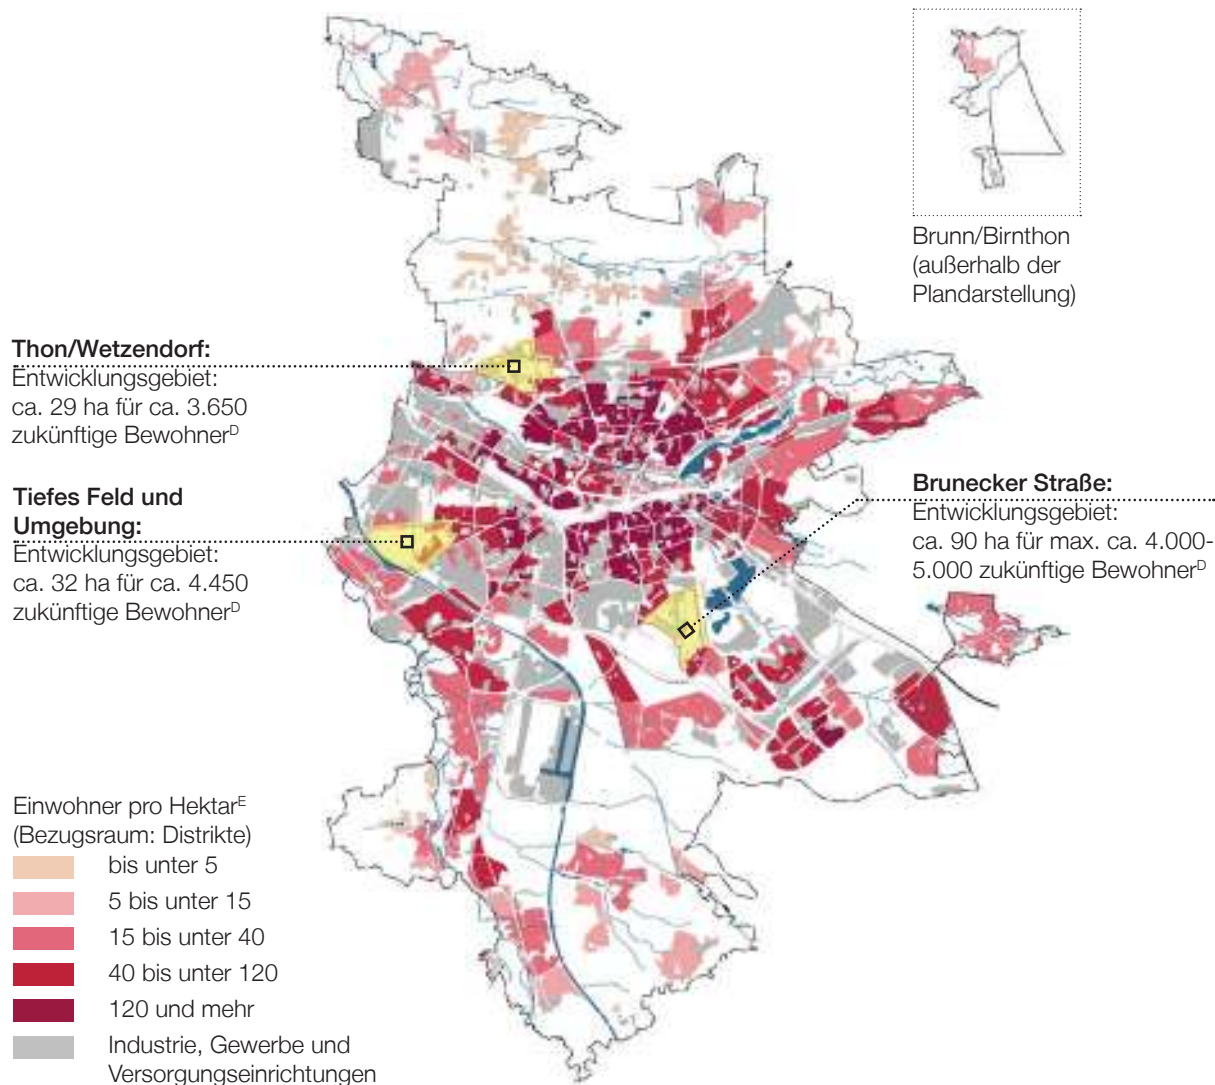 Brunn/Birnthon
(außerhalb der
Plandarstellung)
Thon/Wetzendorf:
Entwicklungsgebiet:
ca. 29 ha für ca. 3.650
zukünftige Bewohnerᴰ
Tiefes Feld und
Umgebung:
Entwicklungsgebiet:
ca. 32 ha für ca. 4.450
zukünftige Bewohnerᴰ
Brunecker Straße:
Entwicklungsgebiet:
ca. 90 ha für max. ca. 4.000-
5.000 zukünftige Bewohnerᴰ
Einwohner pro Hektarᴱ
(Bezugsraum: Distrikte)
bis unter 5
5 bis unter 15
15 bis unter 40
40 bis unter 120
120 und mehr
Industrie, Gewerbe und
Versorgungseinrichtungen